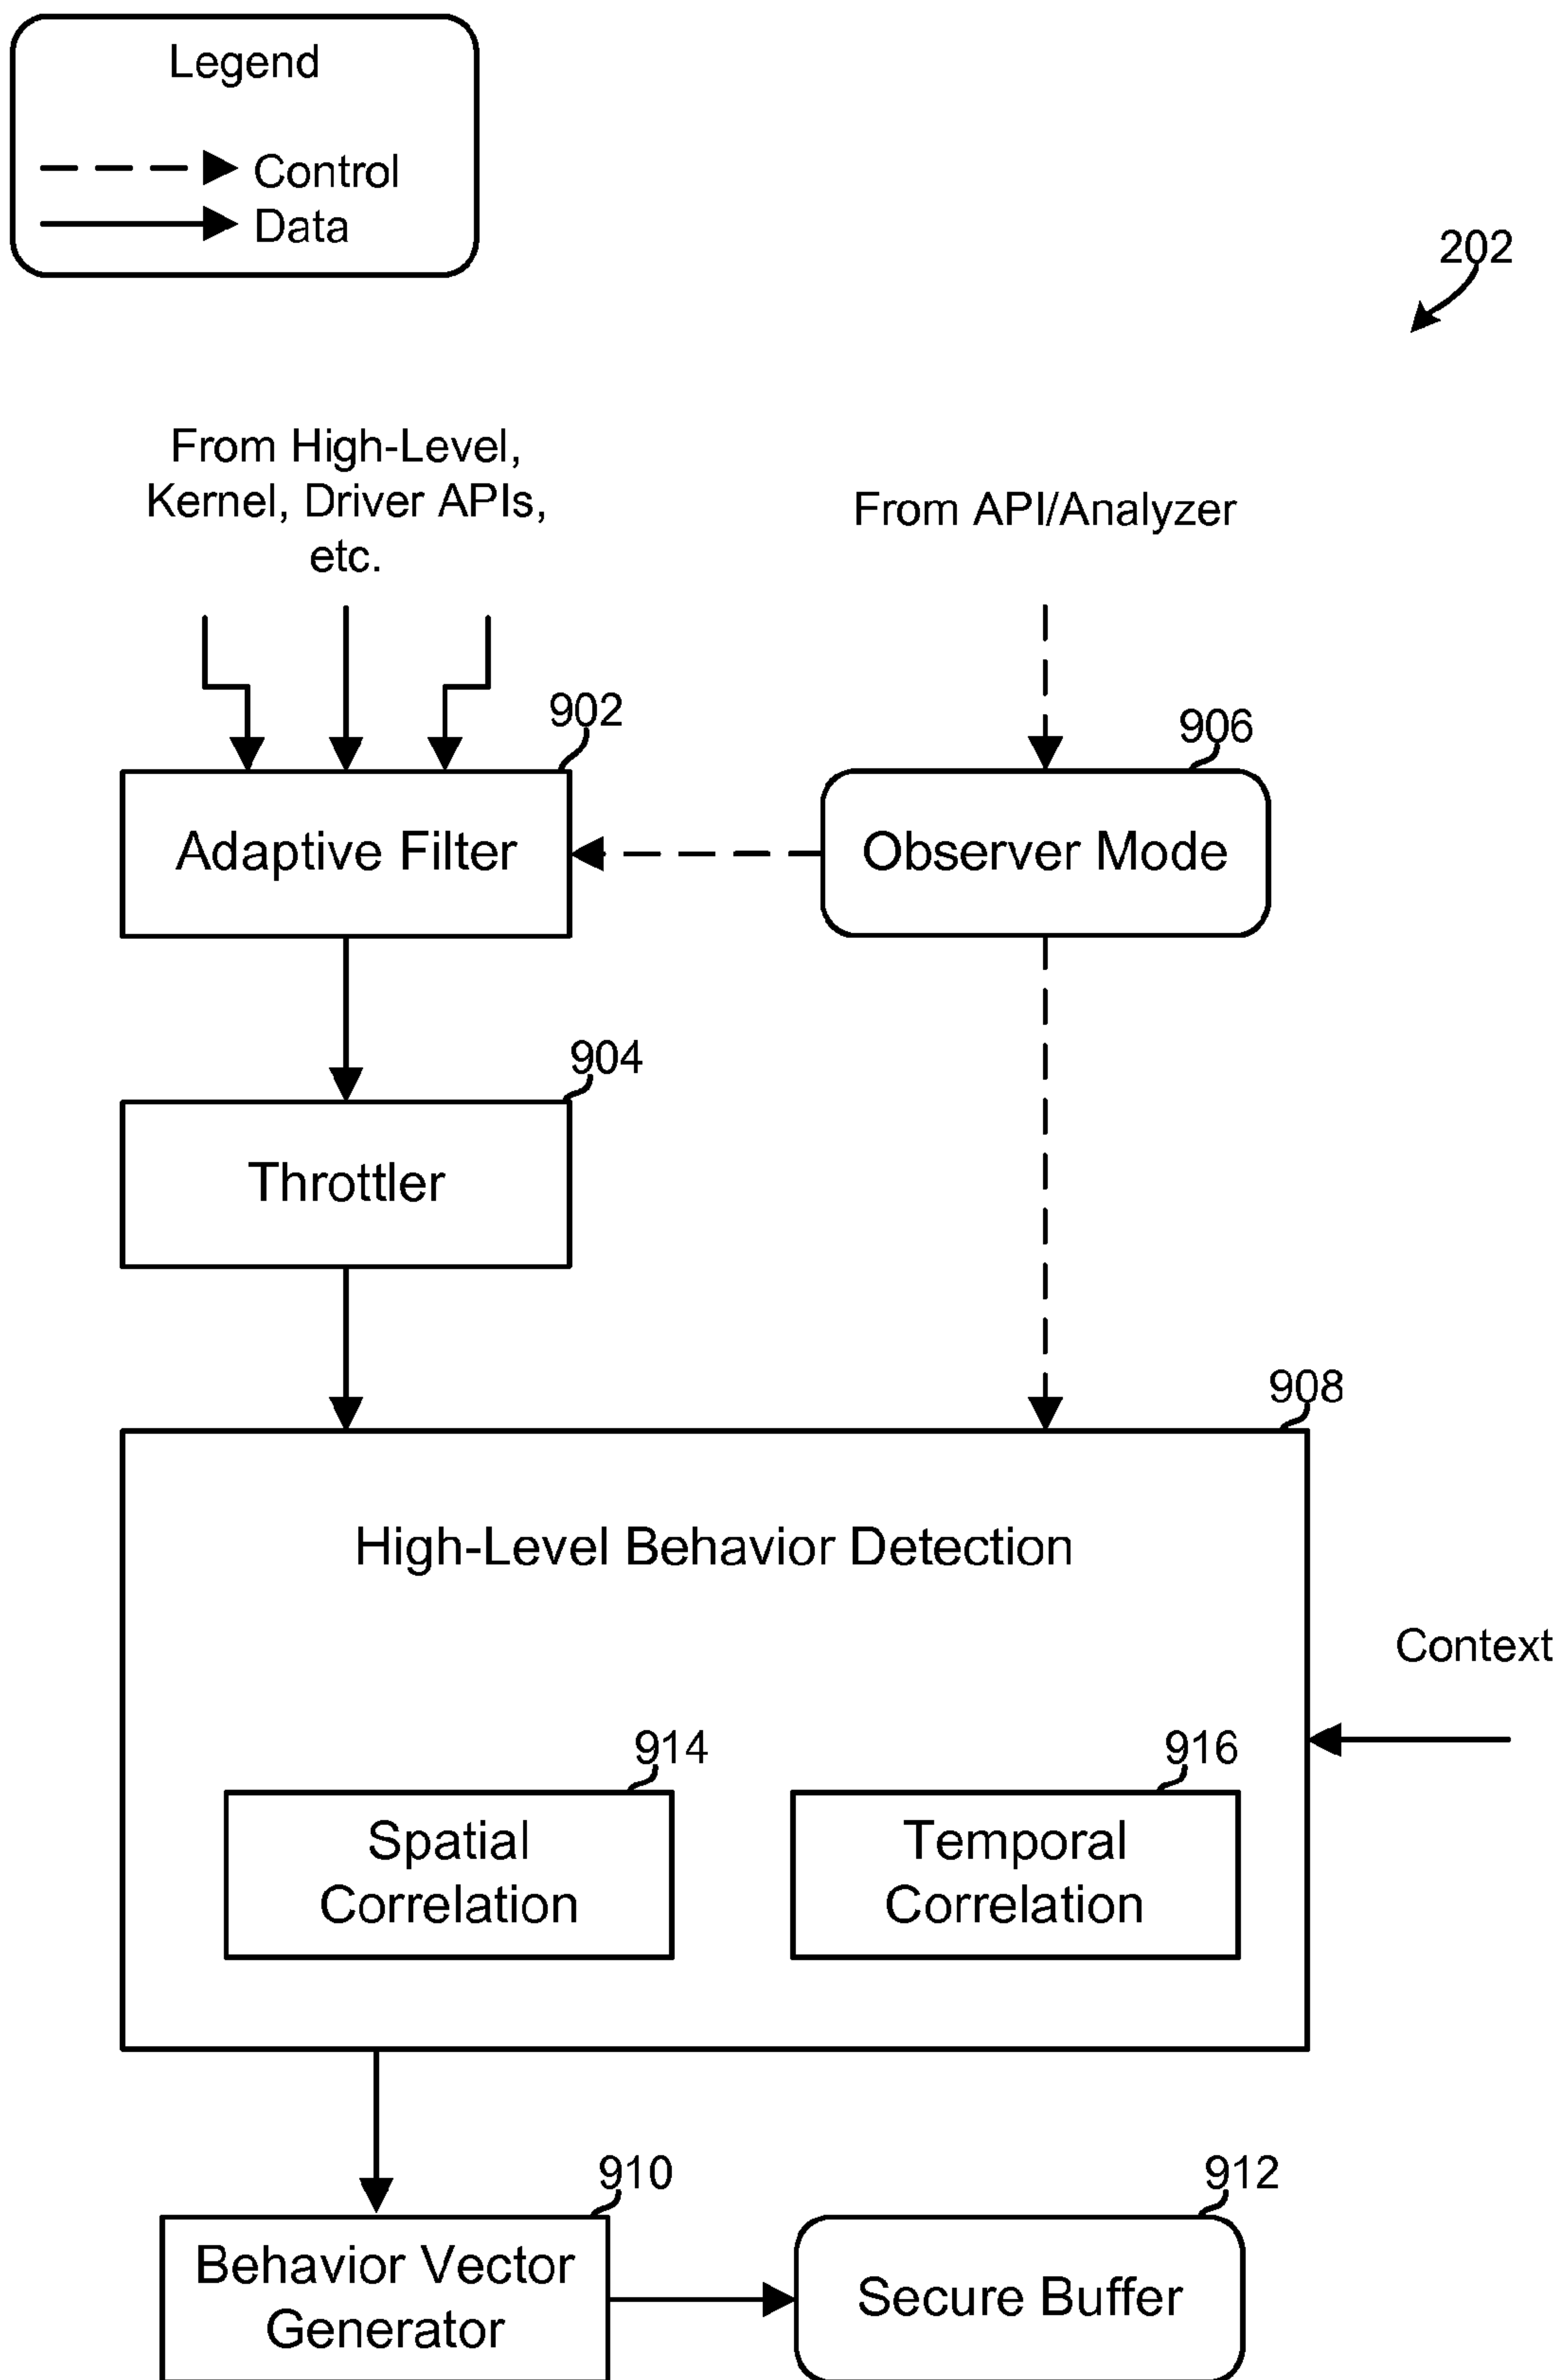 Legend
Control
Data
202
From High-Level,
Kernel, Driver APIs,
etc.
From API/Analyzer
902
906
Adaptive Filter
Observer Mode
904
Throttler
908
High-Level Behavior Detection
Context
914
916
Spatial
Correlation
Temporal
Correlation
910
912
Behavior Vector
Generator
Secure Buffer